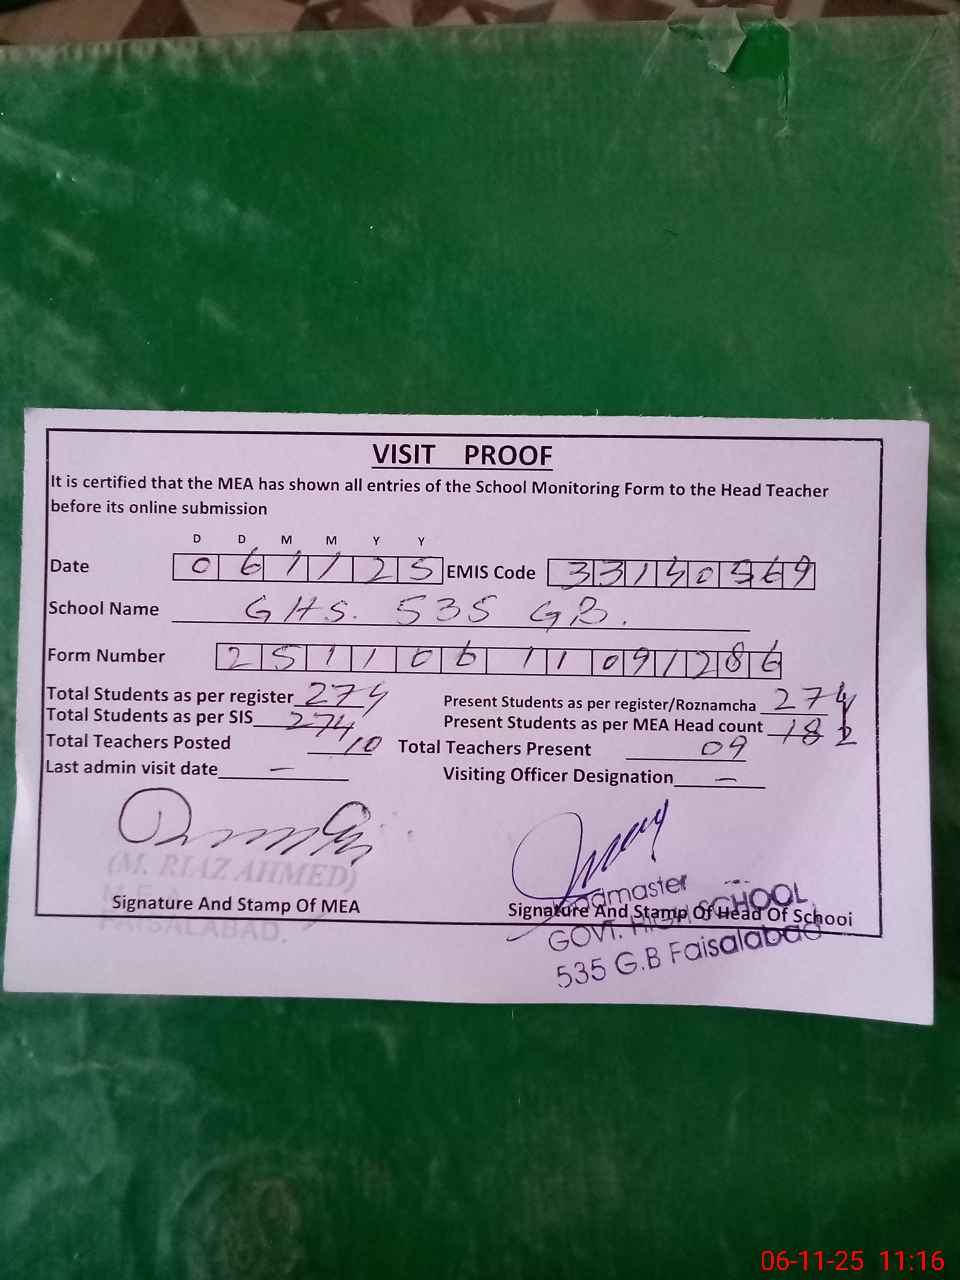 VISIT PROOF
It is certified that the MEA has shown all entries of the School Monitoring Form to the Head Teacher
before its online submission
D D M M Y Y
Date 0 6 1 1 2 5 EMIS Code 3 3 1 4 0 5 6 9
School Name GHS. 535 GB.
Form Number 2 5 1 1 0 6 1 1 0 9 1 2 8 6
Total Students as per register 274 Present Students as per register/Roznamcha 274
Total Students as per SIS 274 Present Students as per MEA Head count 182
Total Teachers Posted 10 Total Teachers Present 09
Last admin visit date - Visiting Officer Designation -
(M. RIAZ AHMED)
M.E.A
FAISALABAD.
Signature And Stamp Of MEA
Signature And Stamp Of Head Of School
GOVT. HIGH SCHOOL
535 G.B Faisalabad
06-11-25 11:16